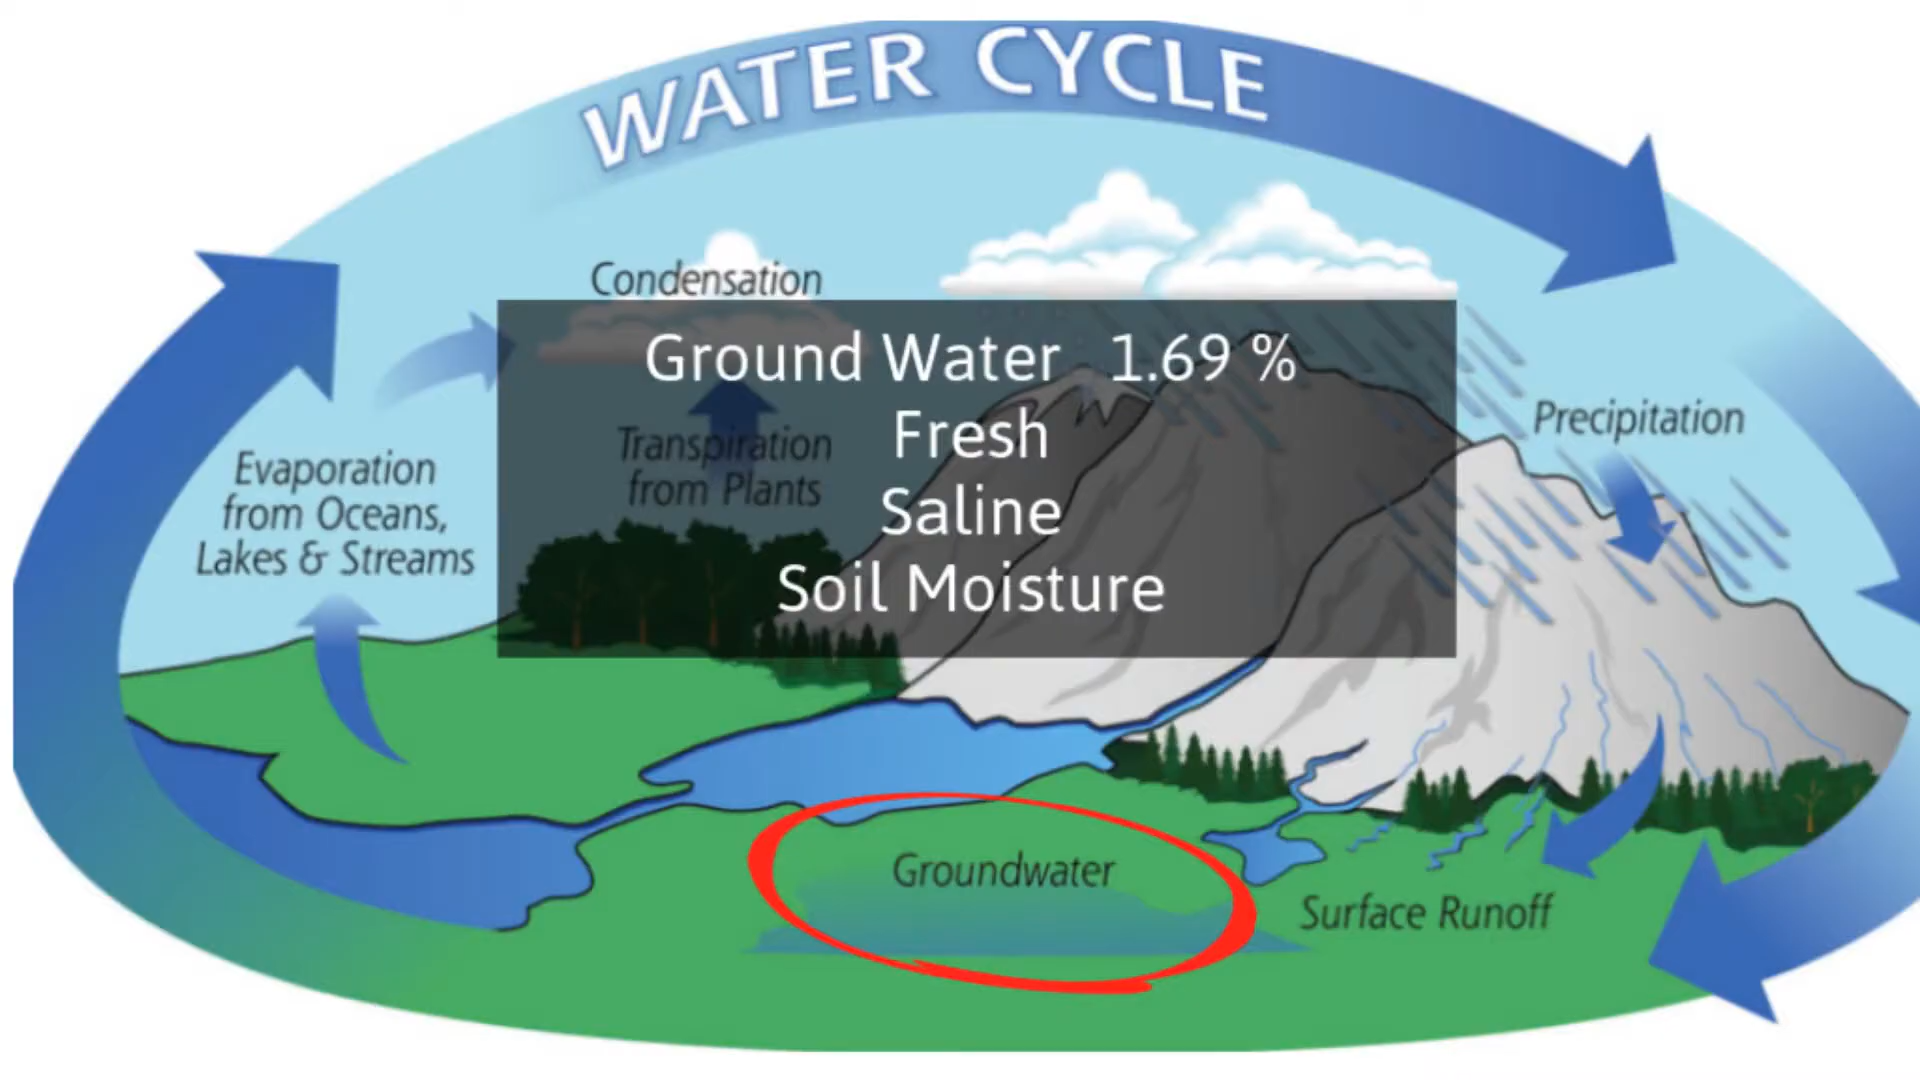 WATER CYCLE
Condensation
Ground Water 1.69 %
Fresh
Saline
Soil Moisture
Transpiration
from Plants
Precipitation
Evaporation
from Oceans,
Lakes & Streams
Groundwater
Surface Runoff